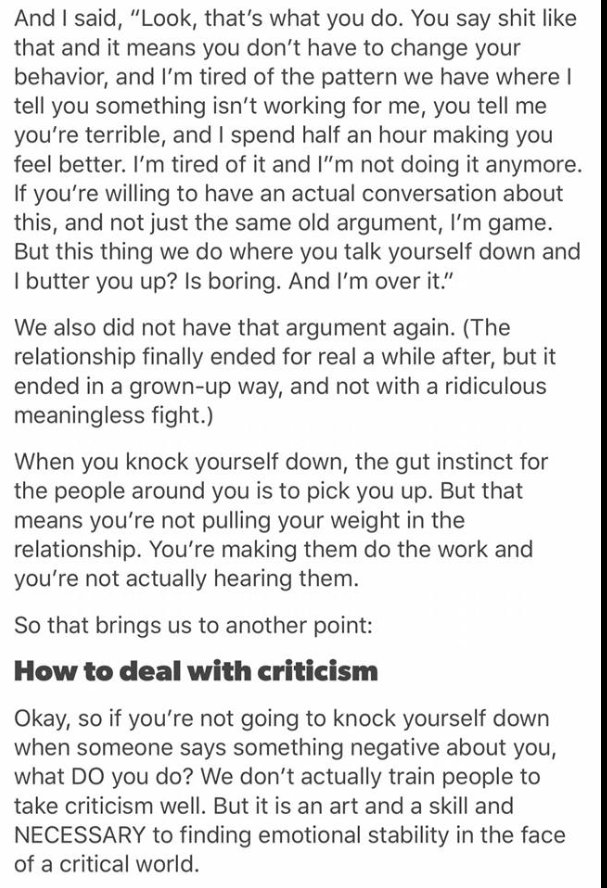 And I said, “Look, that’s what you do. You say shit like
that and it means you don’t have to change your
behavior, and I’m tired of the pattern we have where I
tell you something isn’t working for me, you tell me
you’re terrible, and I spend half an hour making you
feel better. I’m tired of it and I”m not doing it anymore.
If you’re willing to have an actual conversation about
this, and not just the same old argument, I’m game.
But this thing we do where you talk yourself down and
I butter you up? Is boring. And I’m over it.”
We also did not have that argument again. (The
relationship finally ended for real a while after, but it
ended in a grown-up way, and not with a ridiculous
meaningless fight.)
When you knock yourself down, the gut instinct for
the people around you is to pick you up. But that
means you’re not pulling your weight in the
relationship. You’re making them do the work and
you’re not actually hearing them.
So that brings us to another point:
How to deal with criticism
Okay, so if you’re not going to knock yourself down
when someone says something negative about you,
what DO you do? We don’t actually train people to
take criticism well. But it is an art and a skill and
NECESSARY to finding emotional stability in the face
of a critical world.